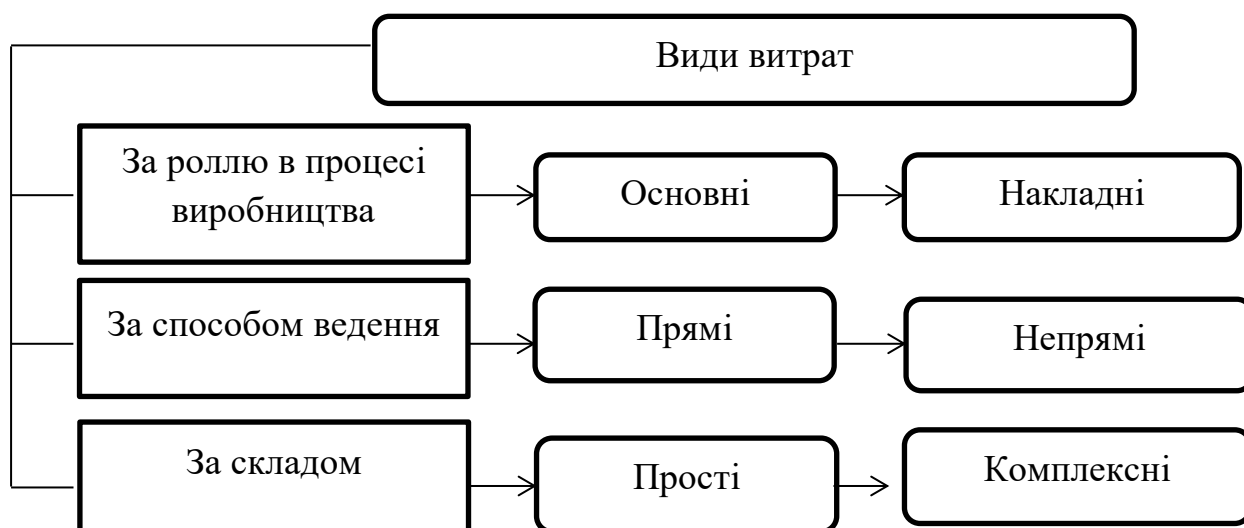 Види витрат
За роллю в процесі
виробництва
Основні
Накладні
За способом ведення
Прямі
Непрямі
За складом
Прості
Комплексні